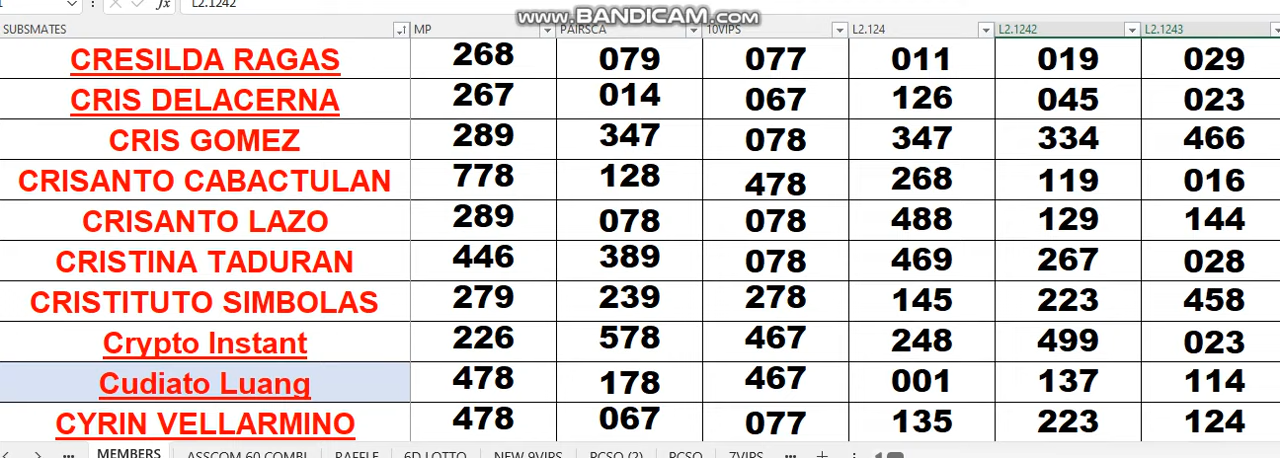 L2.1242
www.BANDICAM.com
SUBSMATES MP PAIRSCA 10VIPS L2.124 L2.1242 L2.1243
CRESILDA RAGAS 268 079 077 011 019 029
CRIS DELACERNA 267 014 067 126 045 023
CRIS GOMEZ 289 347 078 347 334 466
CRISANTO CABACTULAN 778 128 478 268 119 016
CRISANTO LAZO 289 078 078 488 129 144
CRISTINA TADURAN 446 389 078 469 267 028
CRISTITUTO SIMBOLAS 279 239 278 145 223 458
Crypto Instant 226 578 467 248 499 023
Cudiato Luang 478 178 467 001 137 114
CYRIN VELLARMINO 478 067 077 135 223 124
MEMBERS ASSCOM 60 COMBI RAFFLE 6D LOTTO NEW 9VIPS PCSO (2) PCSO 7VIPS